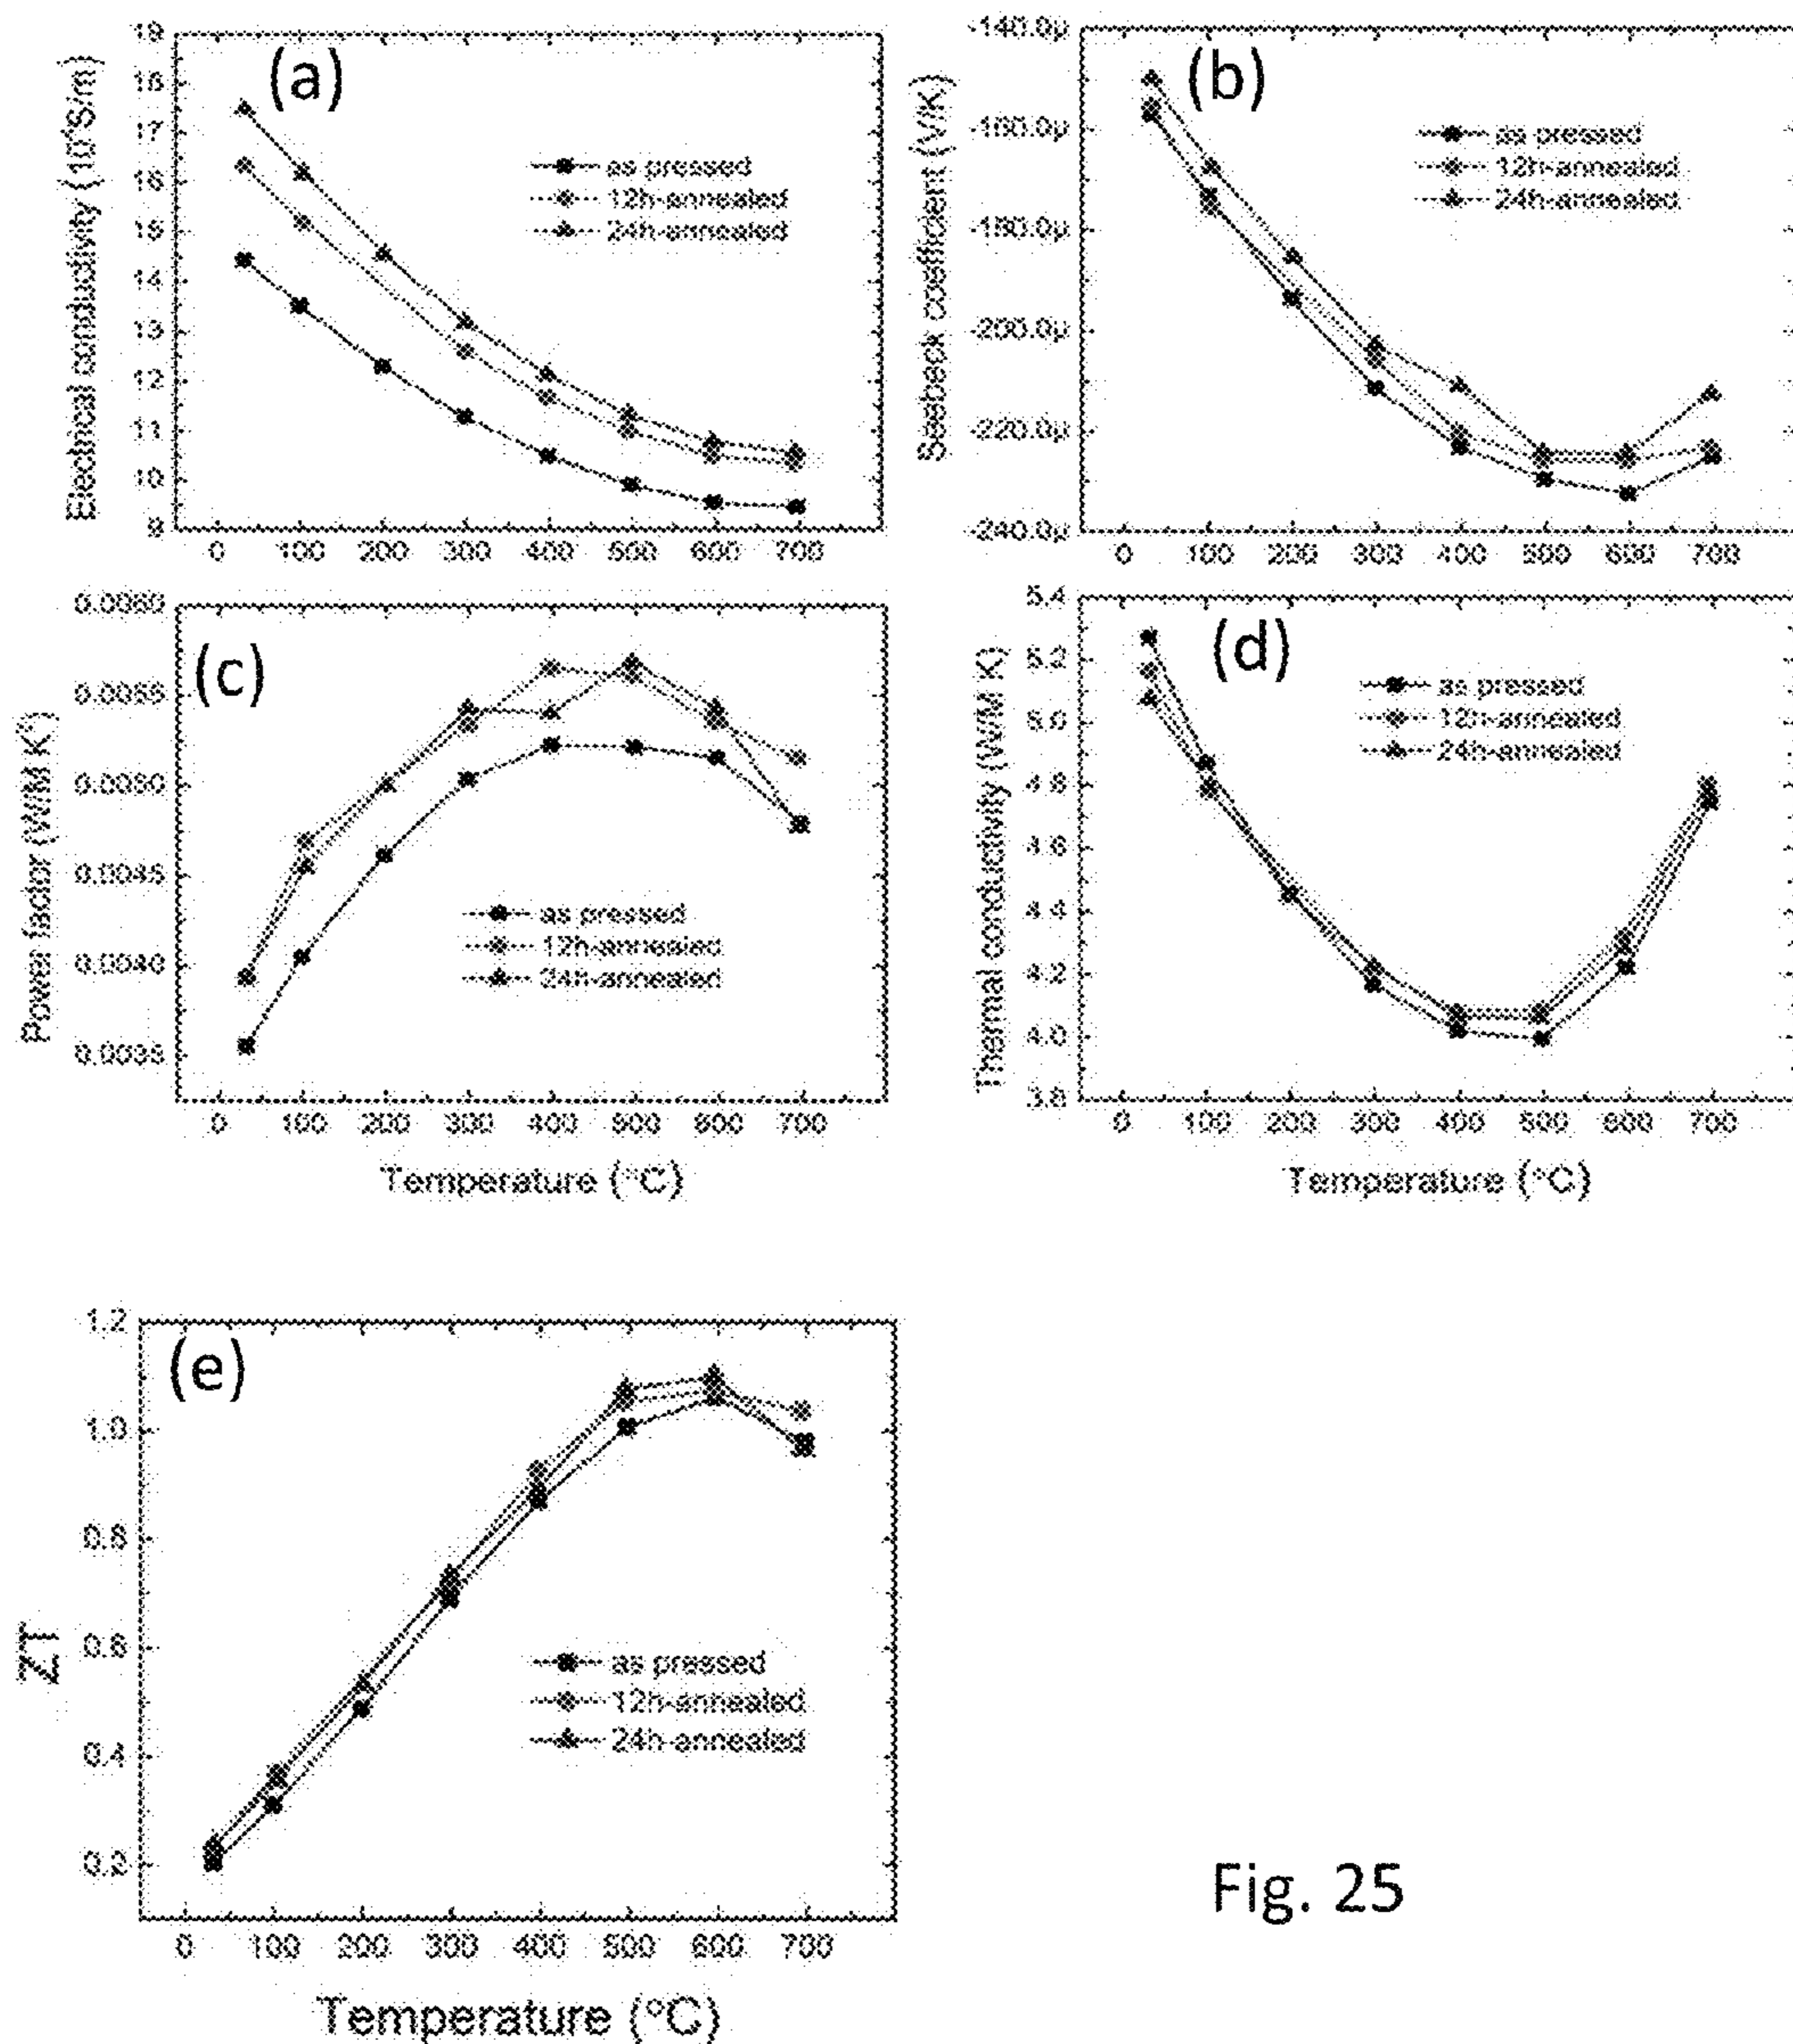 (a)
Electrical conductivity (10⁴S/m)
19
18
17
16
15
14
13
12
11
10
9
as pressed
12h-annealed
24h-annealed
0 100 200 300 400 500 600 700
(b)
Seebeck coefficient (V/K)
-140.0µ
-160.0µ
-180.0µ
-200.0µ
-220.0µ
-240.0µ
as pressed
12h-annealed
24h-annealed
0 100 200 300 400 500 600 700
(c)
Power factor (W/M K²)
0.0060
0.0055
0.0050
0.0045
0.0040
0.0035
as pressed
12h-annealed
24h-annealed
0 100 200 300 400 500 600 700
Temperature (°C)
(d)
Thermal conductivity (W/M K)
5.4
5.2
5.0
4.8
4.6
4.4
4.2
4.0
3.8
as pressed
12h-annealed
24h-annealed
0 100 200 300 400 500 600 700
Temperature (°C)
(e)
ZT
1.2
1.0
0.8
0.6
0.4
0.2
as pressed
12h-annealed
24h-annealed
0 100 200 300 400 500 600 700
Temperature (°C)
Fig. 25